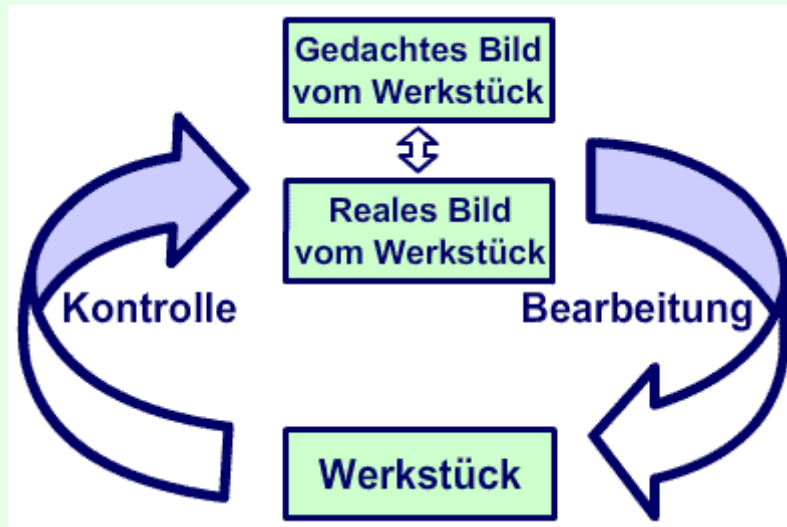 Gedachtes Bild
vom Werkstück
Reales Bild
vom Werkstück
Kontrolle
Bearbeitung
Werkstück